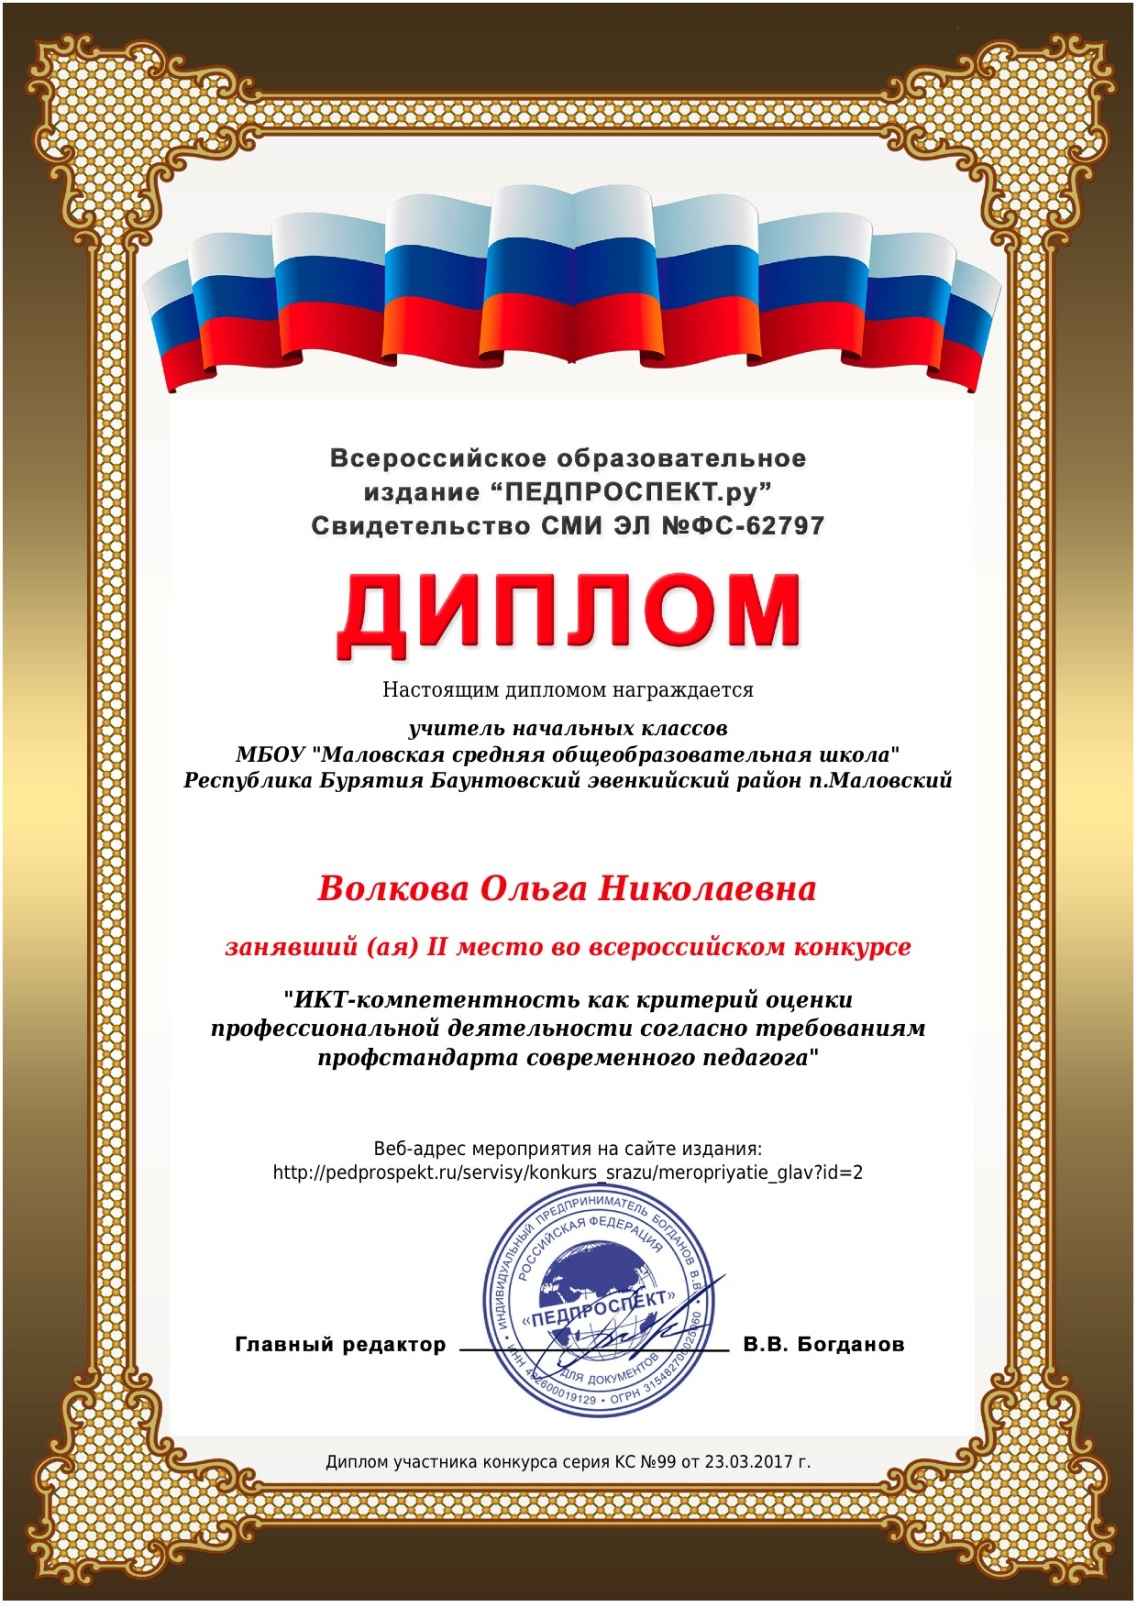 Всероссийское образовательное
издание “ПЕДПРОСПЕКТ.ру”
Свидетельство СМИ ЭЛ №ФС-62797
ДИПЛОМ
Настоящим дипломом награждается
учитель начальных классов
МБОУ "Маловская средняя общеобразовательная школа"
Республика Бурятия Баунтовский эвенкийский район п.Маловский
Волкова Ольга Николаевна
занявший (ая) II место во всероссийском конкурсе
"ИКТ-компетентность как критерий оценки
профессиональной деятельности согласно требованиям
профстандарта современного педагога"
Веб-адрес мероприятия на сайте издания:
http://pedprospekt.ru/servisy/konkurs_srazu/meropriyatie_glav?id=2
ИНДИВИДУАЛЬНЫЙ ПРЕДПРИНИМАТЕЛЬ БОГДАНОВ В.В.
РОССИЙСКАЯ ФЕДЕРАЦИЯ
«ПЕДПРОСПЕКТ»
ДЛЯ ДОКУМЕНТОВ
• ИНН 482600019129 • ОГРН 315482700025060 •
Главный редактор В.В. Богданов
Диплом участника конкурса серия КС №99 от 23.03.2017 г.